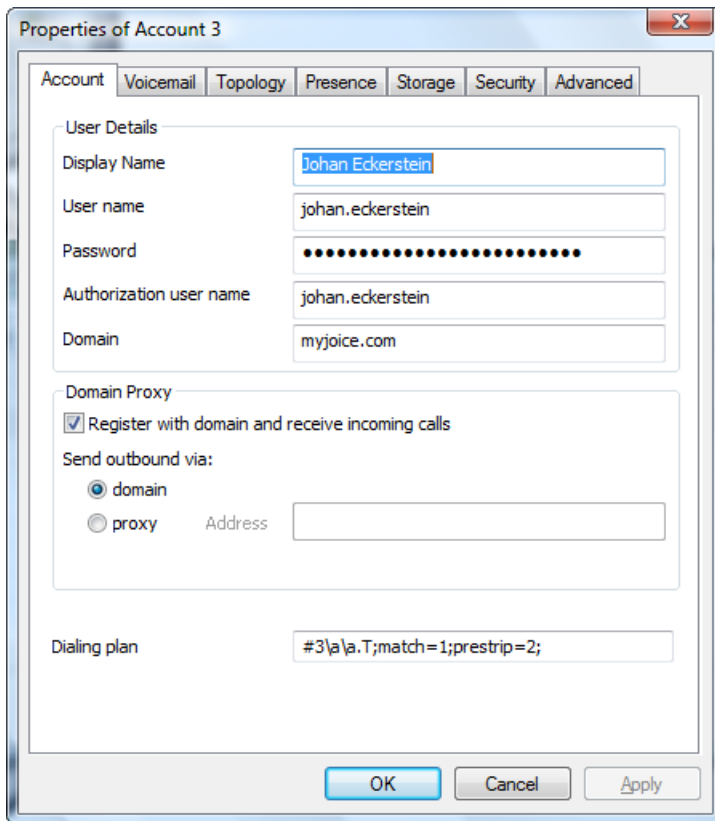 Properties of Account 3
Account Voicemail Topology Presence Storage Security Advanced
User Details
Display Name Johan Eckerstein
User name johan.eckerstein
Password ••••••••••••••••••••••••••
Authorization user name johan.eckerstein
Domain myjoice.com
Domain Proxy
Register with domain and receive incoming calls
Send outbound via:
domain
proxy Address
Dialing plan #3\a\a.T;match=1;prestrip=2;
OK Cancel Apply